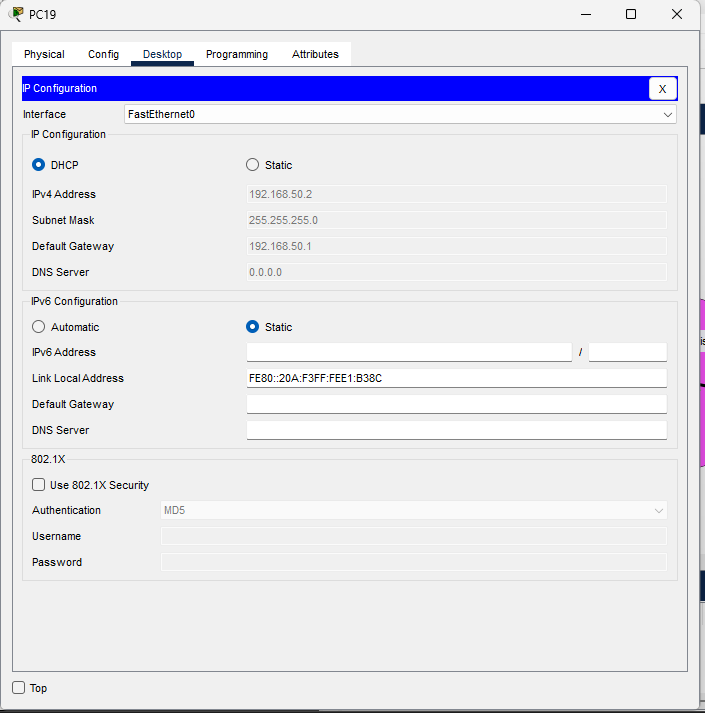 PC19
Physical Config Desktop Programming Attributes
IP Configuration X
Interface FastEthernet0
IP Configuration
DHCP Static
IPv4 Address 192.168.50.2
Subnet Mask 255.255.255.0
Default Gateway 192.168.50.1
DNS Server 0.0.0.0
IPv6 Configuration
Automatic Static
IPv6 Address /
Link Local Address FE80::20A:F3FF:FEE1:B38C
Default Gateway
DNS Server
802.1X
Use 802.1X Security
Authentication MD5
Username
Password
Top